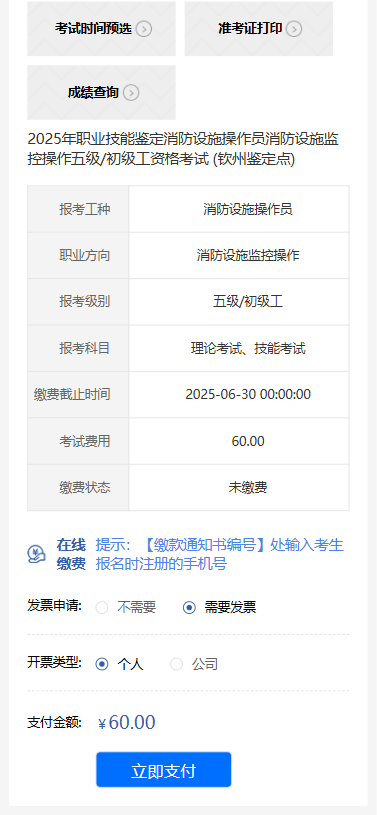 考试时间预选
准考证打印
成绩查询
2025年职业技能鉴定消防设施操作员消防设施监
控操作五级/初级工资格考试 (钦州鉴定点)
报考工种 消防设施操作员
职业方向 消防设施监控操作
报考级别 五级/初级工
报考科目 理论考试、技能考试
缴费截止时间 2025-06-30 00:00:00
考试费用 60.00
缴费状态 未缴费
在线 提示：【缴款通知书编号】处输入考生
缴费 报名时注册的手机号
发票申请: 不需要 需要发票
开票类型: 个人 公司
支付金额: ￥60.00
立即支付